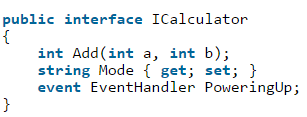 public interface ICalculator
{
    int Add(int a, int b);
    string Mode { get; set; }
    event EventHandler PoweringUp;
}